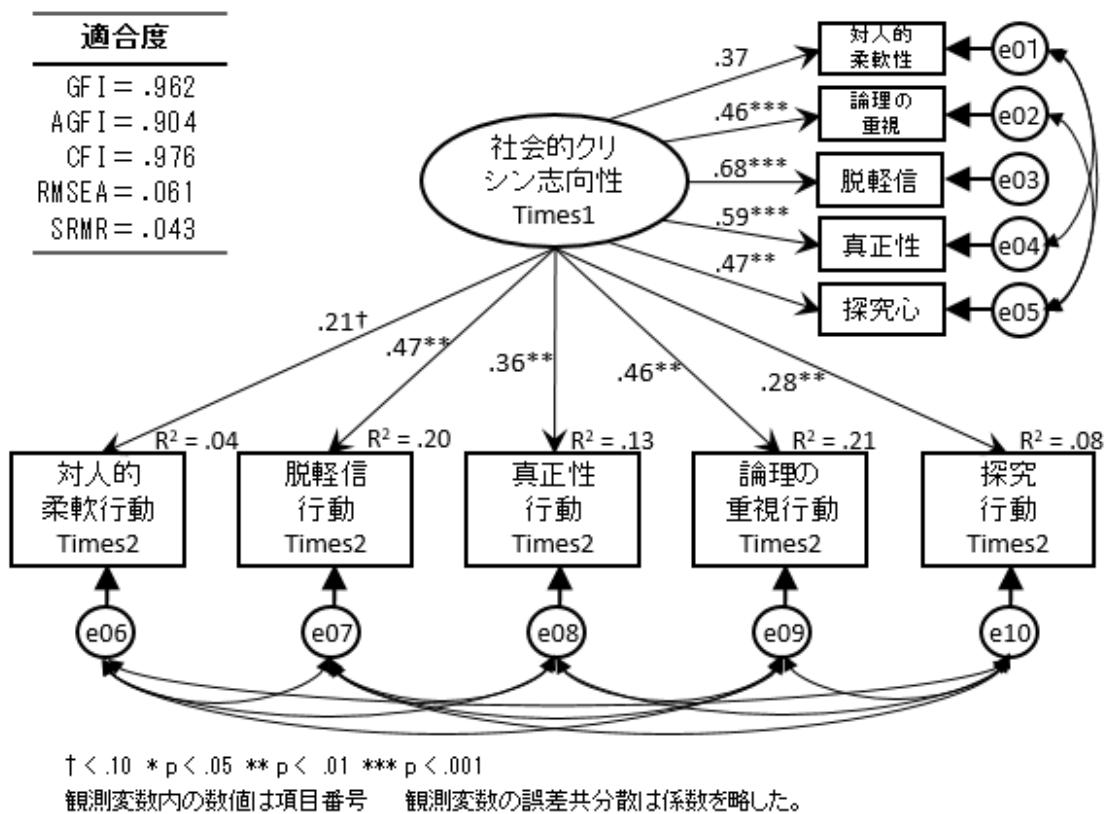 適合度
GFI = .962
AGFI = .904
CFI = .976
RMSEA = .061
SRMR = .043
社会的クリ
シン志向性
Times1
.37
.46***
.68***
.59***
.47**
対人的
柔軟性
論理の
重視
脱軽信
真正性
探究心
e01
e02
e03
e04
e05
.21†
.47**
.36**
.46**
.28**
R² = .04
R² = .20
R² = .13
R² = .21
R² = .08
対人的
柔軟行動
Times2
脱軽信
行動
Times2
真正性
行動
Times2
論理の
重視行動
Times2
探究
行動
Times2
e06
e07
e08
e09
e10
† < .10 * p < .05 ** p < .01 *** p < .001
観測変数内の数値は項目番号 観測変数の誤差共分散は係数を略した。